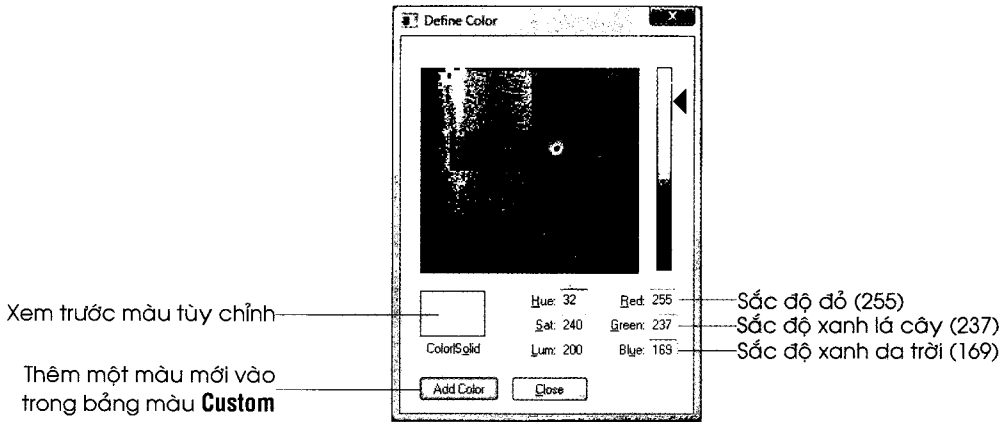 Define Color
Xem trước màu tùy chỉnh
Color|Solid
Hue: 32
Sat: 240
Lum: 200
Red: 255
Green: 237
Blue: 169
Sắc độ đỏ (255)
Sắc độ xanh lá cây (237)
Sắc độ xanh da trời (169)
Thêm một màu mới vào
trong bảng màu Custom
Add Color
Close